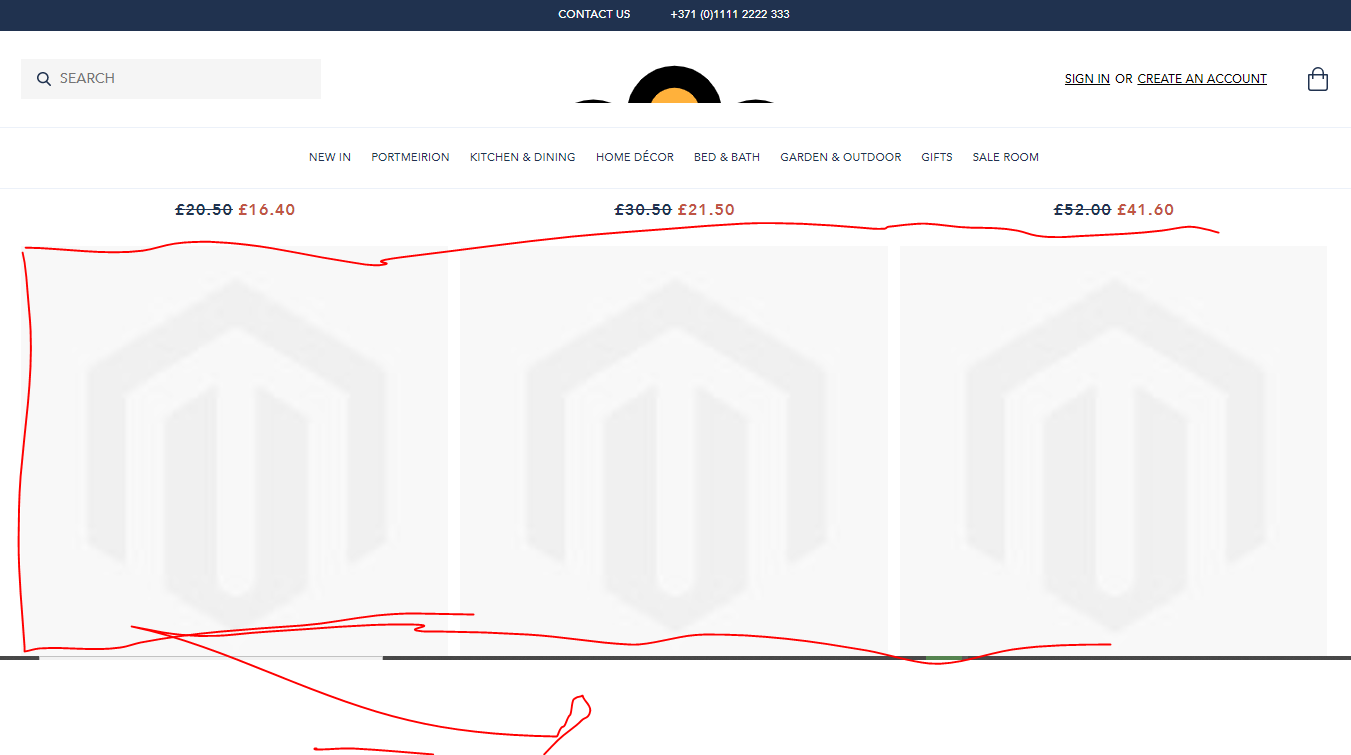 CONTACT US +371 (0)1111 2222 333
SEARCH
SIGN IN OR CREATE AN ACCOUNT
NEW IN PORTMEIRION KITCHEN & DINING HOME DÉCOR BED & BATH GARDEN & OUTDOOR GIFTS SALE ROOM
£20.50 £16.40 £30.50 £21.50 £52.00 £41.60